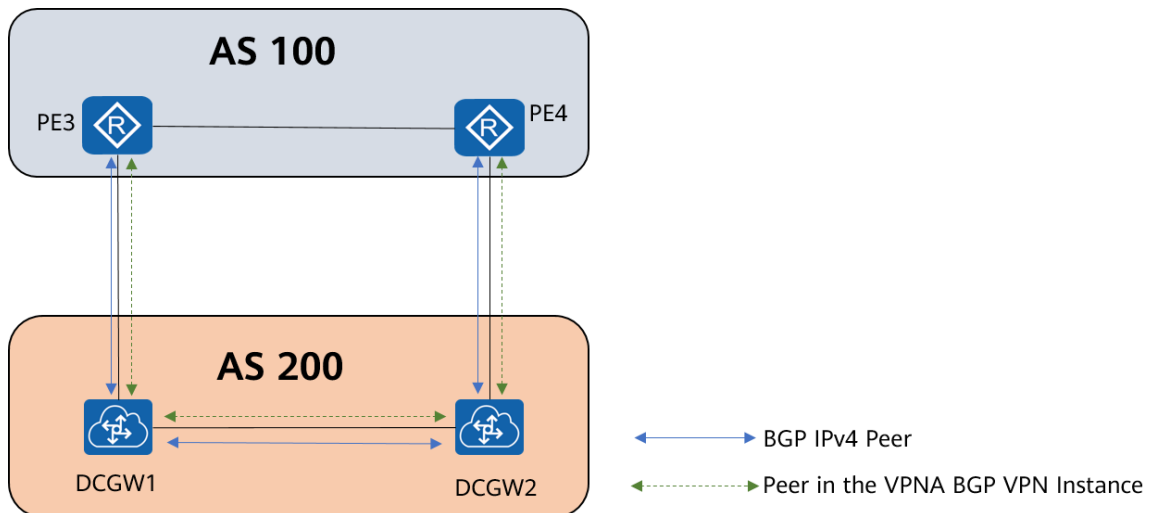 AS 100
PE3
R
R
PE4
AS 200
DCGW1
DCGW2
BGP IPv4 Peer
Peer in the VPNA BGP VPN Instance